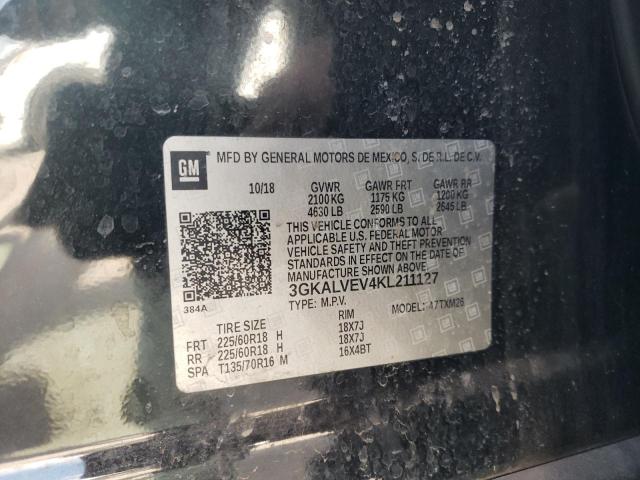 GM MFD BY GENERAL MOTORS DE MEXICO, S. DE R.L. DE C.V.
10/18 GVWR GAWR FRT GAWR RR
2100 KG 1175 KG 1200 KG
4630 LB 2590 LB 2645 LB
THIS VEHICLE CONFORMS TO ALL
APPLICABLE U.S. FEDERAL MOTOR
VEHICLE SAFETY AND THEFT PREVENTION
STANDARDS IN EFFECT ON THE DATE OF
MANUFACTURE SHOWN ABOVE.
384A 3GKALVEV4KL211127
TYPE: M.P.V. MODEL: 47TXM26
TIRE SIZE RIM
FRT 225/60R18 H 18X7J
RR 225/60R18 H 18X7J
SPA T135/70R16 M 16X4BT